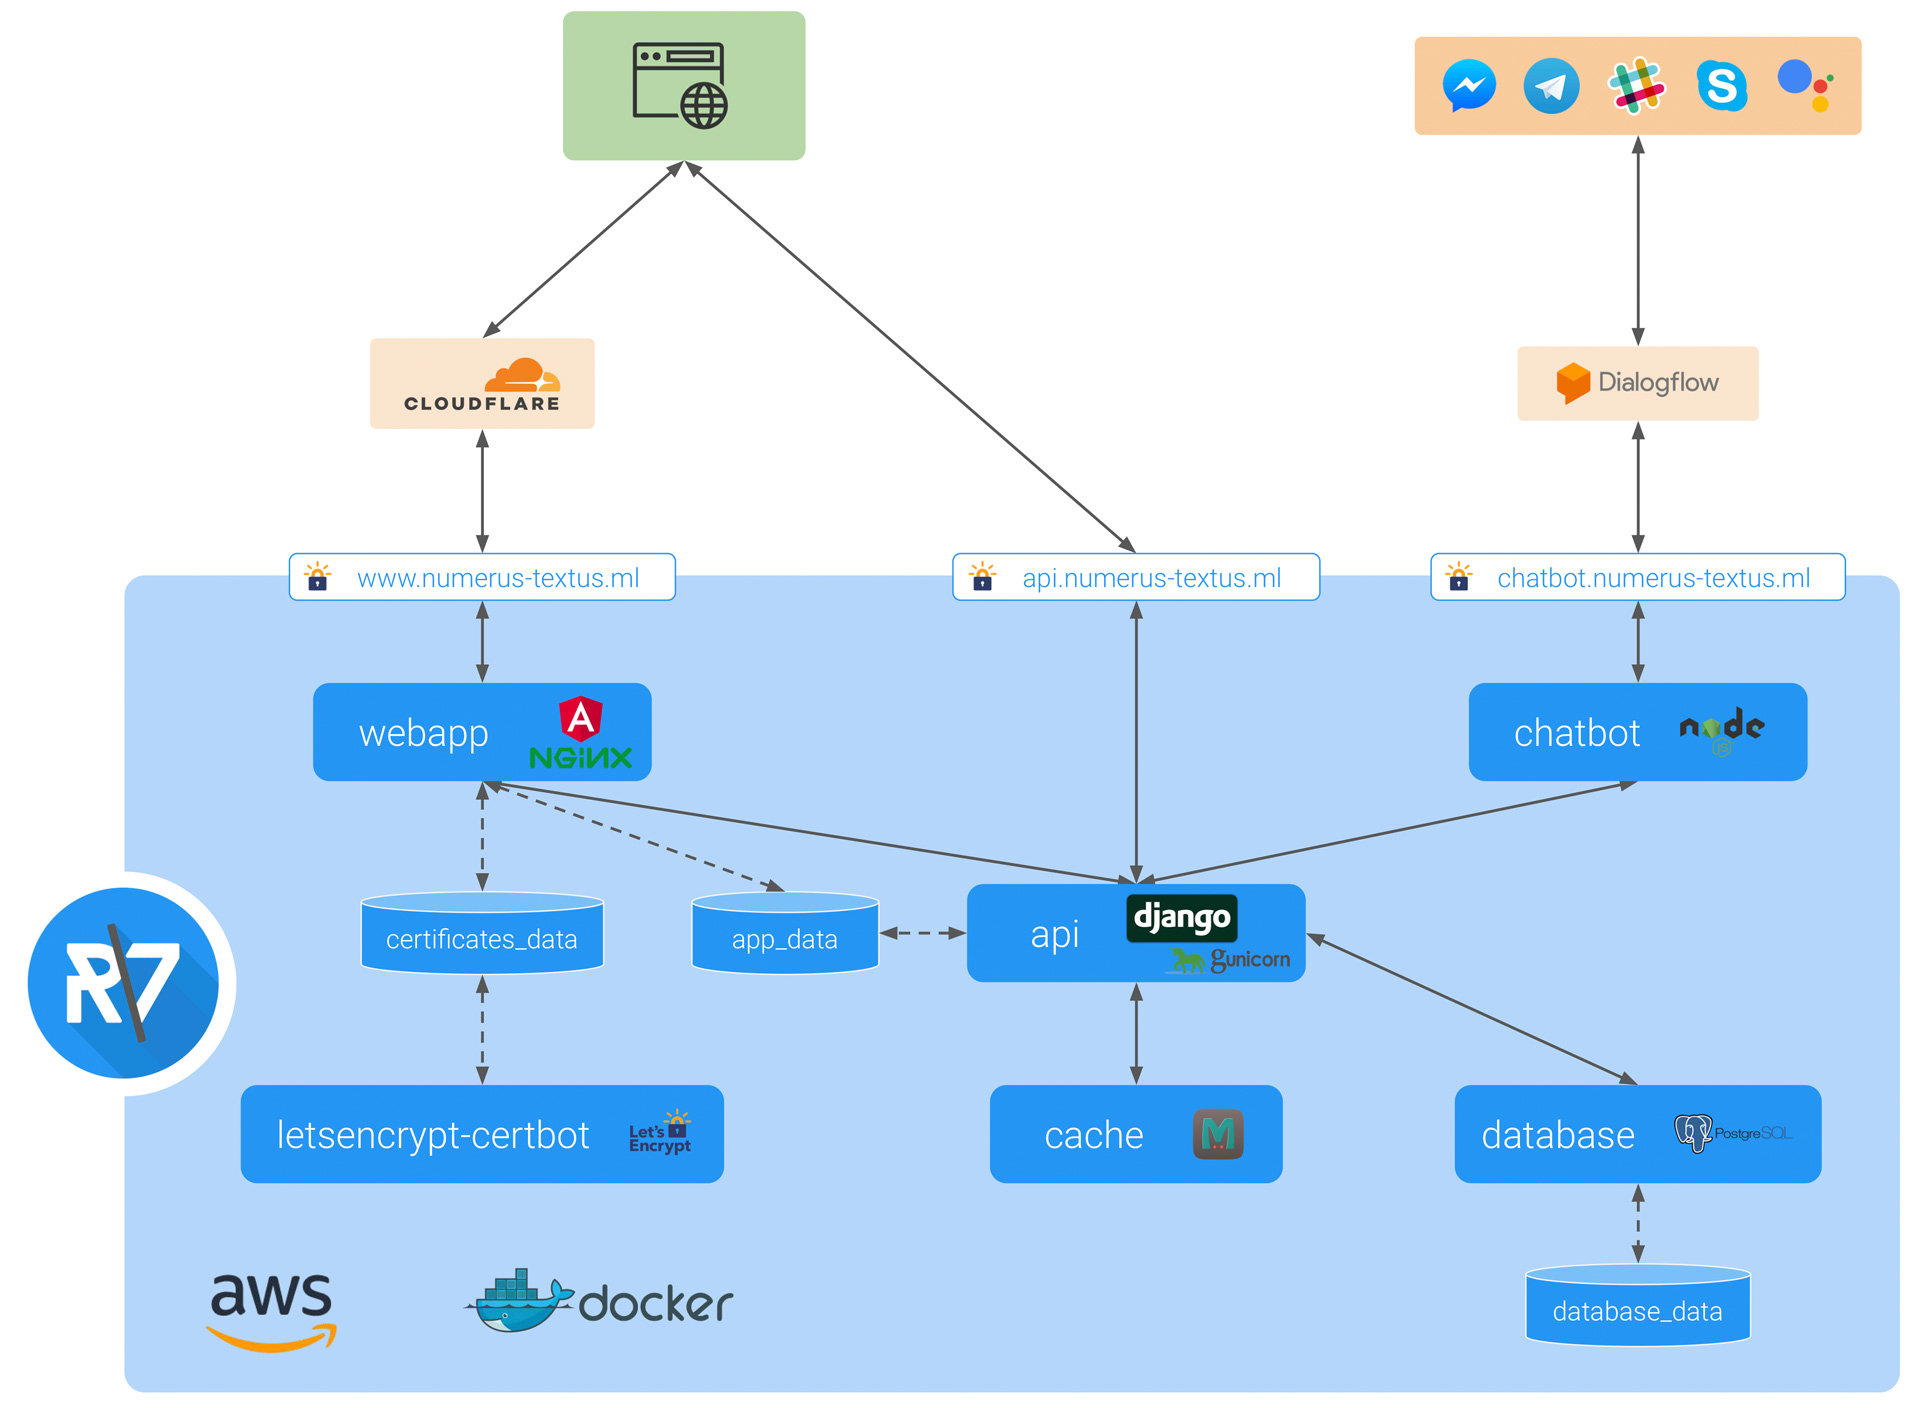 CLOUDFLARE
Dialogflow
www.numerus-textus.ml
api.numerus-textus.ml
chatbot.numerus-textus.ml
webapp
NGiNX
chatbot
node
JS
certificates_data
app_data
api
django
gunicorn
letsencrypt-certbot
Let's
Encrypt
cache
database
PostgreSQL
aws
docker
database_data